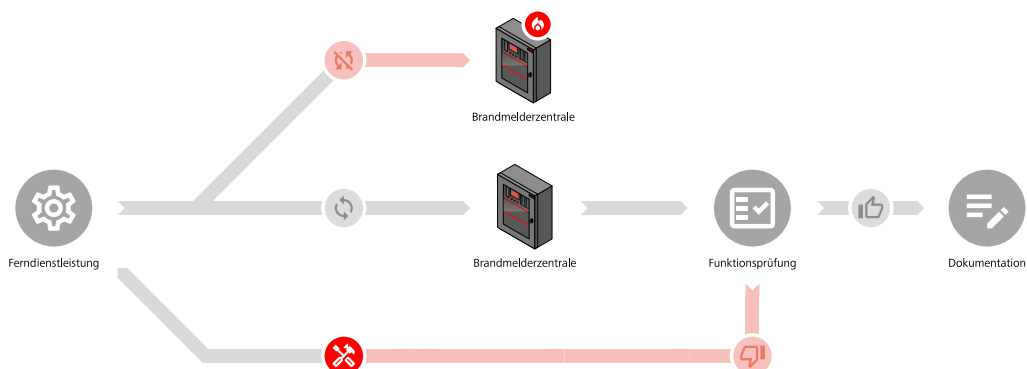 Brandmelderzentrale
Ferndienstleistung
Brandmelderzentrale
Funktionsprüfung
Dokumentation